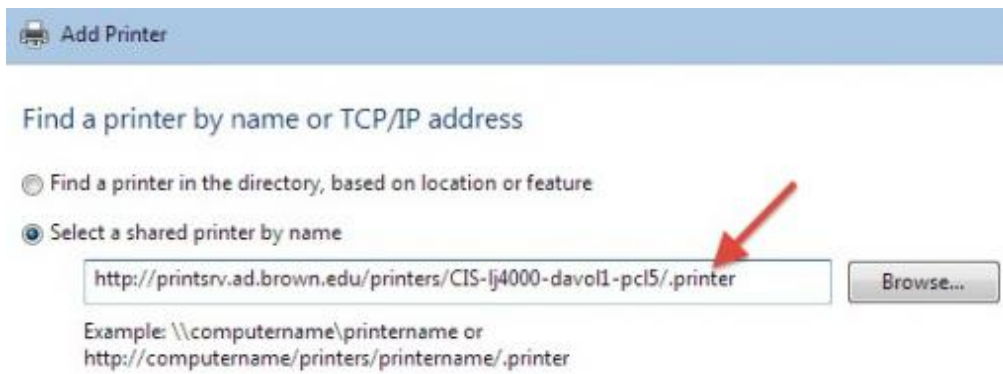 Add Printer
Find a printer by name or TCP/IP address
Find a printer in the directory, based on location or feature
Select a shared printer by name
http://printsrv.ad.brown.edu/printers/CIS-lj4000-davol1-pcl5/.printer
Browse...
Example: \\computername\printername or
http://computername/printers/printername/.printer